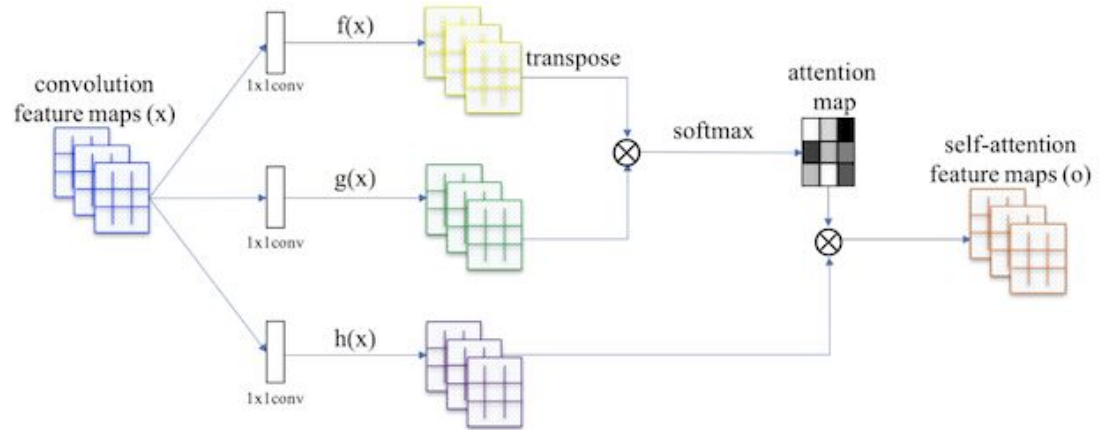 f(x)
1x1conv
transpose
convolution
feature maps (x)
attention
map
softmax
self-attention
feature maps (o)
g(x)
1x1conv
h(x)
1x1conv